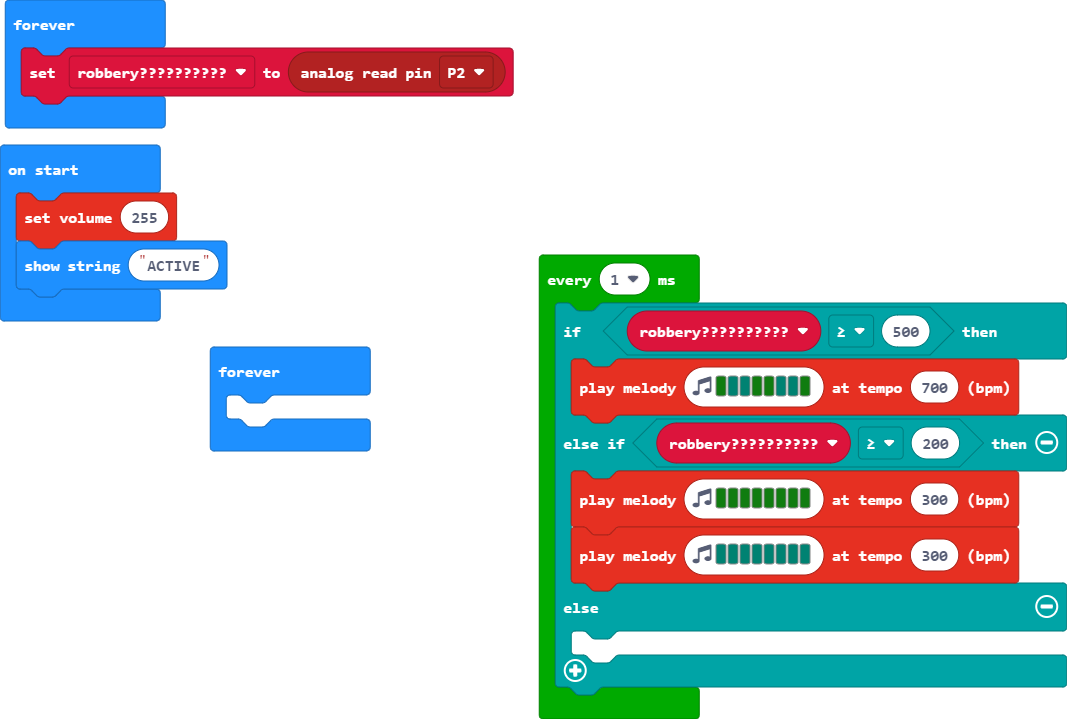 forever
set robbery?????????? to analog read pin P2
on start
set volume 255
show string "ACTIVE"
every 1 ms
if robbery?????????? ≥ 500 then
forever
play melody at tempo 700 (bpm)
else if robbery?????????? ≥ 200 then
play melody at tempo 300 (bpm)
play melody at tempo 300 (bpm)
else